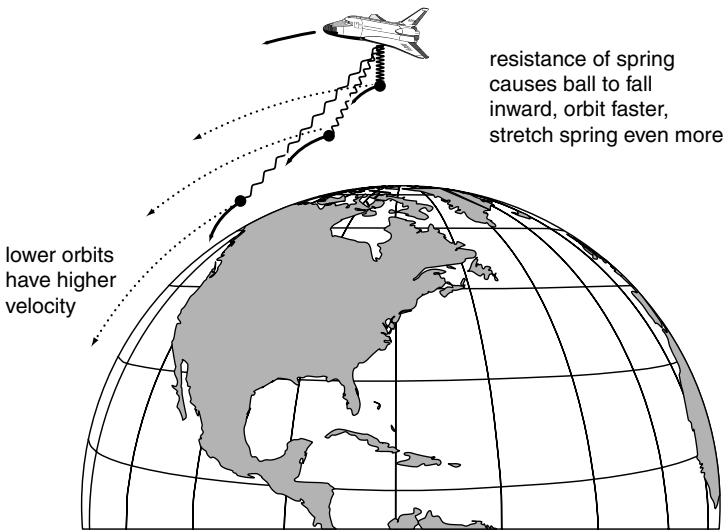 resistance of spring
causes ball to fall
inward, orbit faster,
stretch spring even more
lower orbits
have higher
velocity